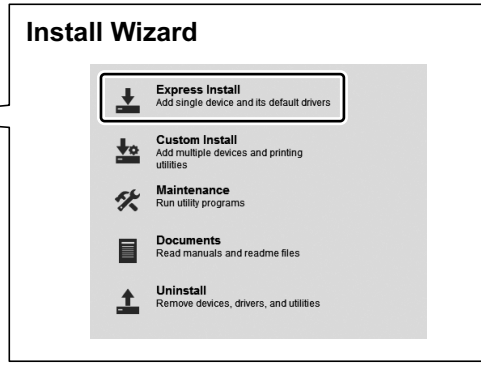 Install Wizard
Express Install
Add single device and its default drivers
Custom Install
Add multiple devices and printing
utilities
Maintenance
Run utility programs
Documents
Read manuals and readme files
Uninstall
Remove devices, drivers, and utilities